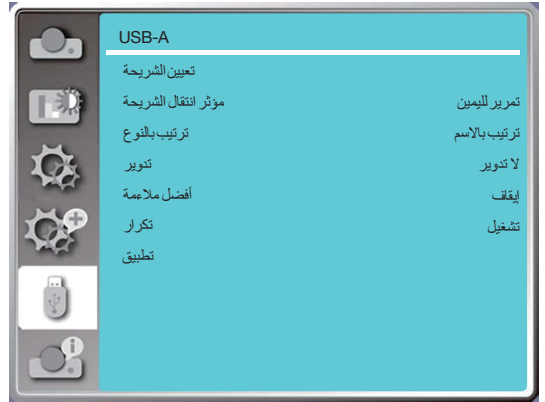 USB-A
تعيين الشريحة
مؤثر انتقال الشريحة تمرير لليمين
ترتيب بالنوع ترتيب بالاسم
تدوير لا تدوير
أفضل ملاءمة إيقاف
تكرار تشغيل
تطبيق